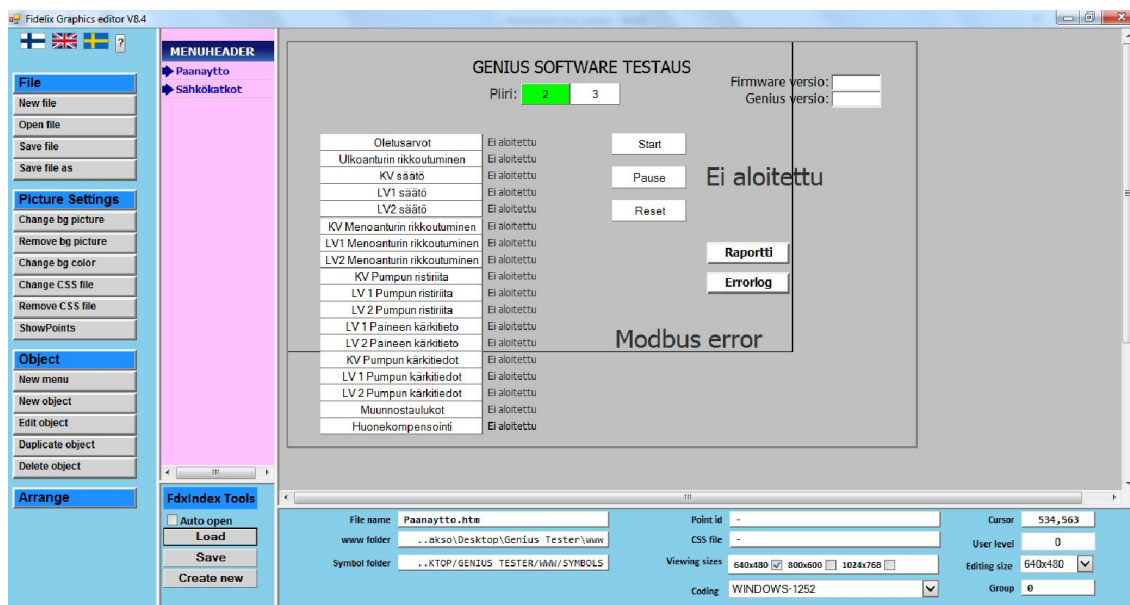 Fidelix Graphics editor V8.4
?
File
New file
Open file
Save file
Save file as
Picture Settings
Change bg picture
Remove bg picture
Change bg color
Change CSS file
Remove CSS file
ShowPoints
Object
New menu
New object
Edit object
Duplicate object
Delete object
Arrange
MENUHEADER
Paanaytto
Sähkökatkot
GENIUS SOFTWARE TESTAUS
Piiri: 2 3
Firmware versio:
Genius versio:
Oletusarvot Ei aloitettu
Ulkoanturin rikkoutuminen Ei aloitettu
KV säätö Ei aloitettu
LV1 säätö Ei aloitettu
LV2 säätö Ei aloitettu
KV Menoanturin rikkoutuminen Ei aloitettu
LV1 Menoanturin rikkoutuminen Ei aloitettu
LV2 Menoanturin rikkoutuminen Ei aloitettu
KV Pumpun ristiriita Ei aloitettu
LV 1 Pumpun ristiriita Ei aloitettu
LV 2 Pumpun ristiriita Ei aloitettu
LV 1 Paineen kärkitieto Ei aloitettu
LV 2 Paineen kärkitieto Ei aloitettu
KV Pumpun kärkitiedot Ei aloitettu
LV 1 Pumpun kärkitiedot Ei aloitettu
LV 2 Pumpun kärkitiedot Ei aloitettu
Muunnostaulukot Ei aloitettu
Huonekompensointi Ei aloitettu
Start
Pause
Reset
Ei aloitettu
Raportti
Errorlog
Modbus error
FdxIndex Tools
Auto open
Load
Save
Create new
File name Paanaytto.htm
www folder ..akso\Desktop\Genius Tester\www
Symbol folder ..KTOP/GENIUS TESTER/WWW/SYMBOLS
Point id -
CSS file -
Viewing sizes 640x480 800x600 1024x768
Coding WINDOWS-1252
Cursor 534,563
User level 0
Editing size 640x480
Group 0